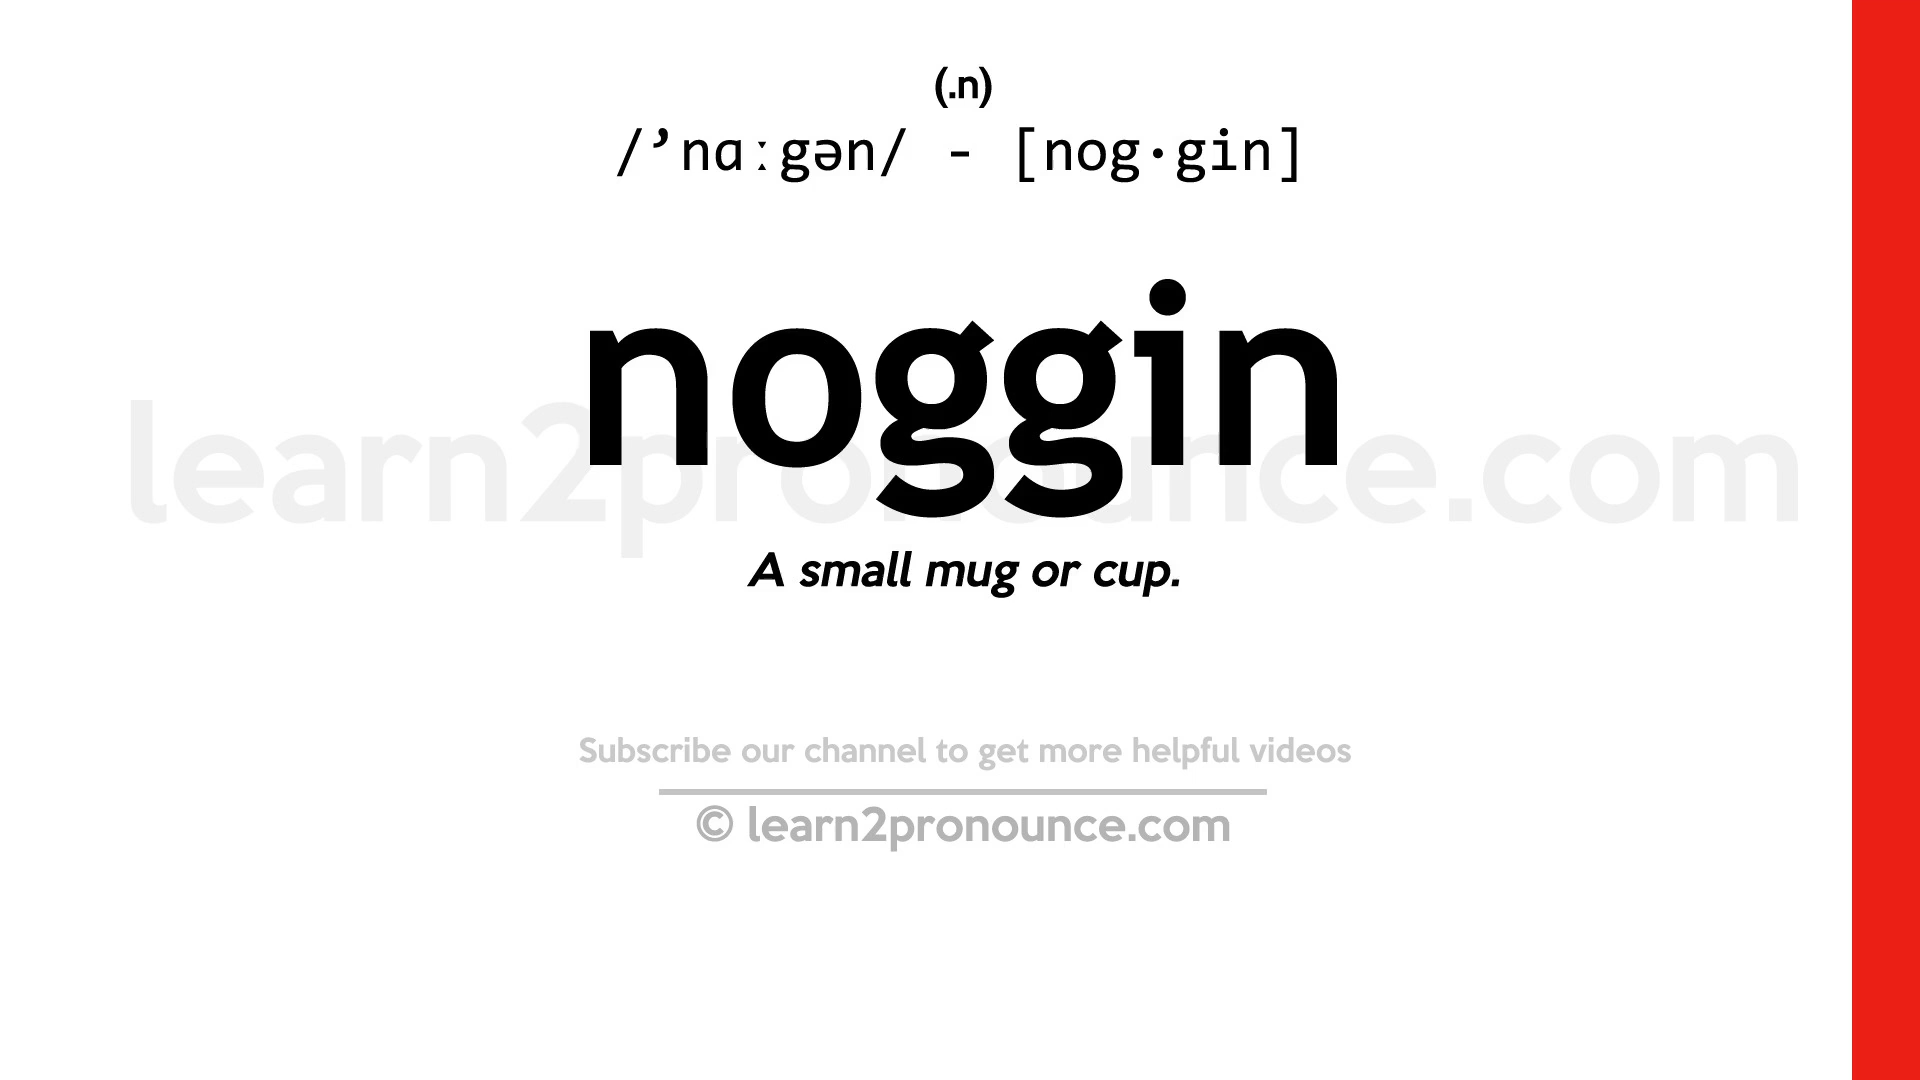 (.n)
/’nɑːgən/ - [nog·gin]
noggin
learn2pronounce.com
A small mug or cup.
Subscribe our channel to get more helpful videos
© learn2pronounce.com